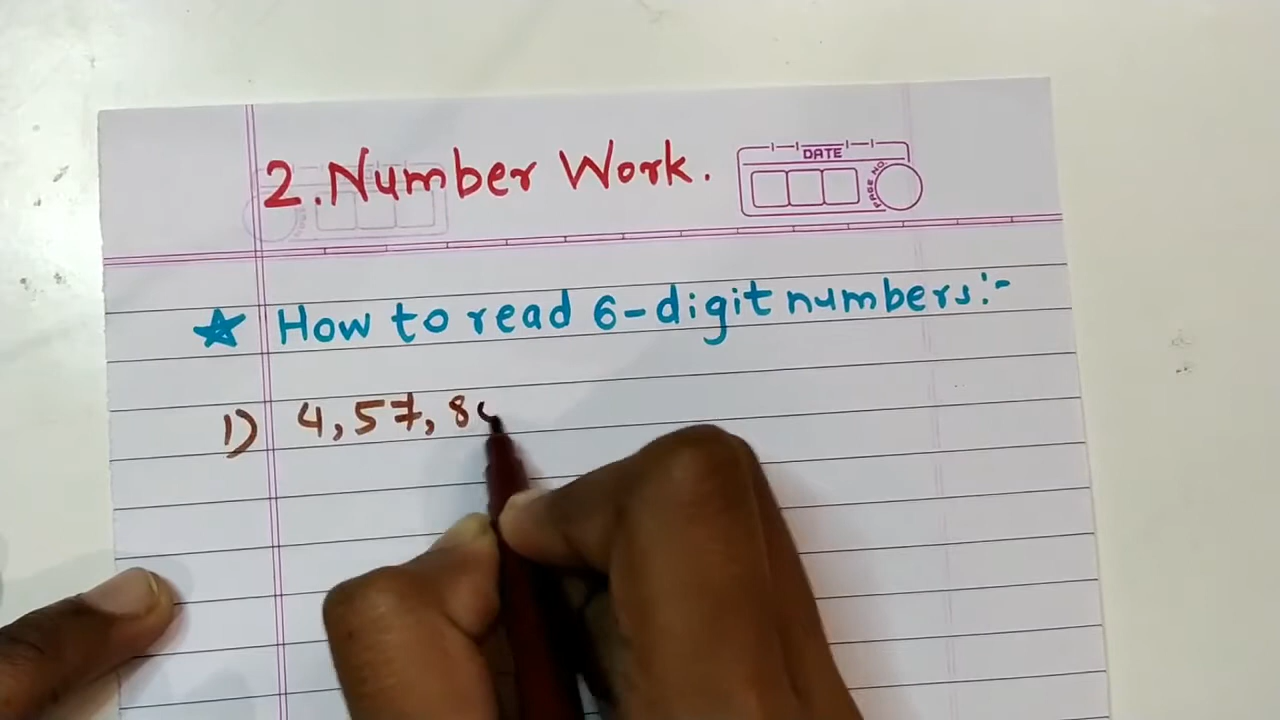 2. Number Work.
DATE
PAGE NO.
☆ How to read 6-digit numbers:-
1) 4,57,8